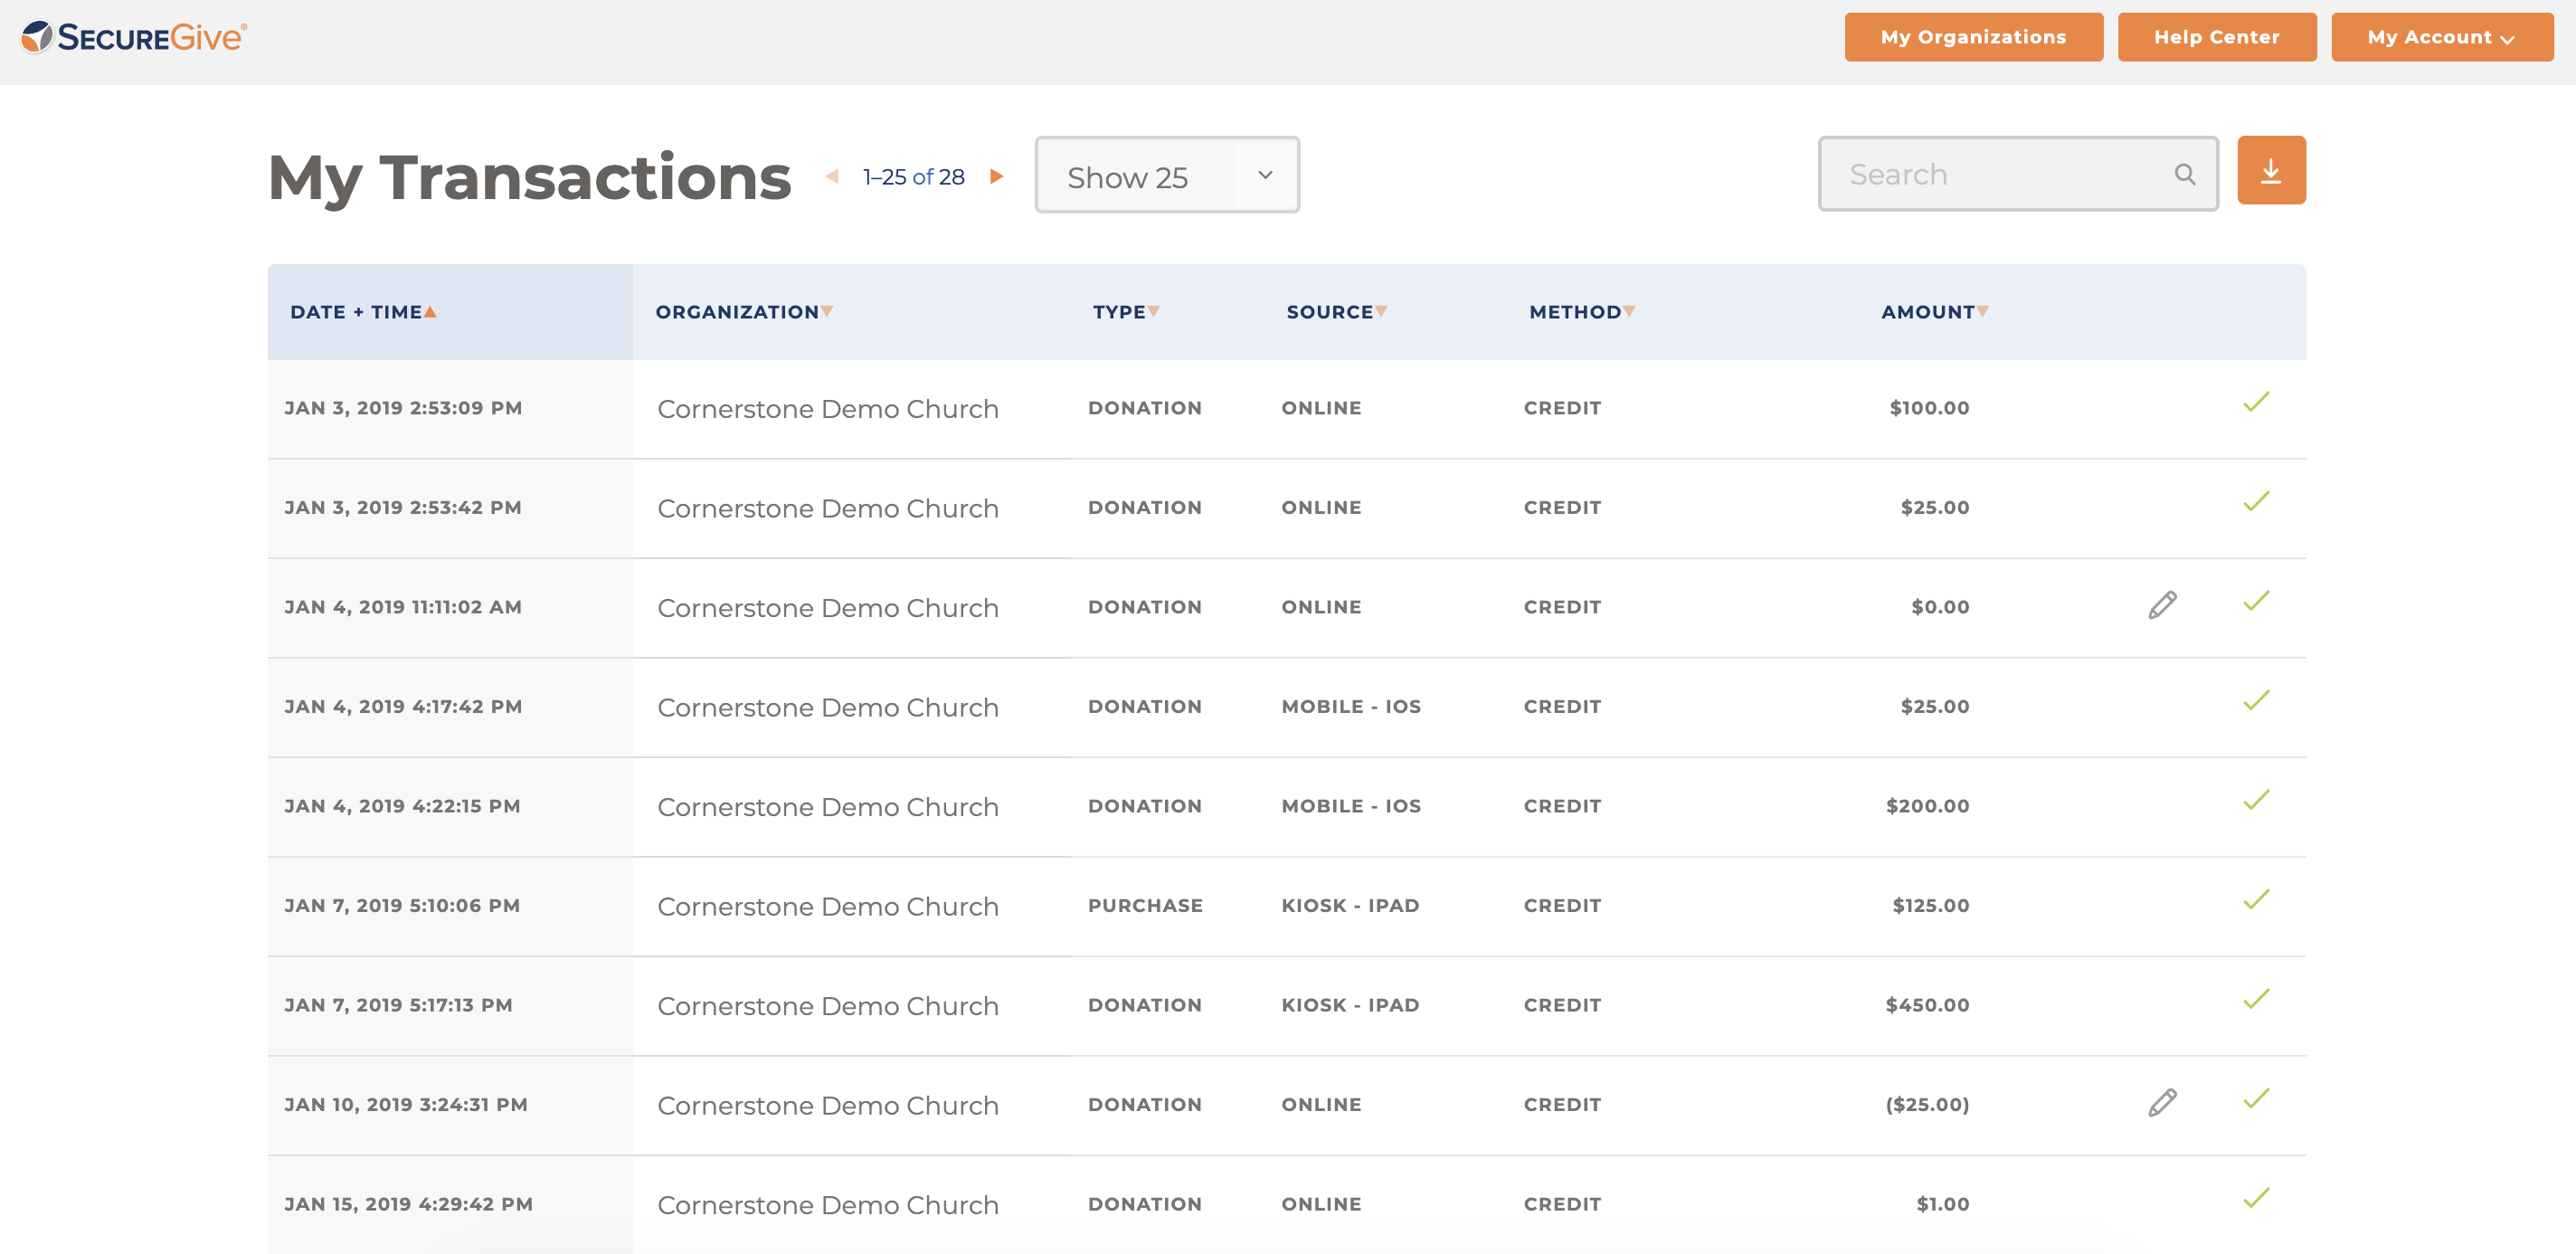 SECUREGive®
My Organizations
Help Center
My Account
My Transactions
1–25 of 28
Show 25
Search
DATE + TIME ORGANIZATION TYPE SOURCE METHOD AMOUNT
JAN 3, 2019 2:53:09 PM Cornerstone Demo Church DONATION ONLINE CREDIT $100.00
JAN 3, 2019 2:53:42 PM Cornerstone Demo Church DONATION ONLINE CREDIT $25.00
JAN 4, 2019 11:11:02 AM Cornerstone Demo Church DONATION ONLINE CREDIT $0.00
JAN 4, 2019 4:17:42 PM Cornerstone Demo Church DONATION MOBILE - IOS CREDIT $25.00
JAN 4, 2019 4:22:15 PM Cornerstone Demo Church DONATION MOBILE - IOS CREDIT $200.00
JAN 7, 2019 5:10:06 PM Cornerstone Demo Church PURCHASE KIOSK - IPAD CREDIT $125.00
JAN 7, 2019 5:17:13 PM Cornerstone Demo Church DONATION KIOSK - IPAD CREDIT $450.00
JAN 10, 2019 3:24:31 PM Cornerstone Demo Church DONATION ONLINE CREDIT ($25.00)
JAN 15, 2019 4:29:42 PM Cornerstone Demo Church DONATION ONLINE CREDIT $1.00